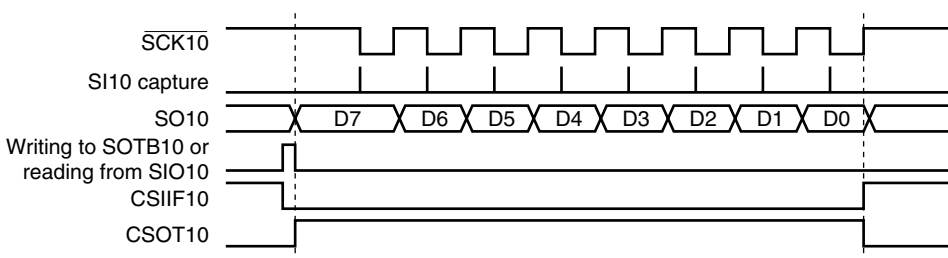 SCK10
SI10 capture
SO10 D7 D6 D5 D4 D3 D2 D1 D0
Writing to SOTB10 or
reading from SIO10
CSIIF10
CSOT10